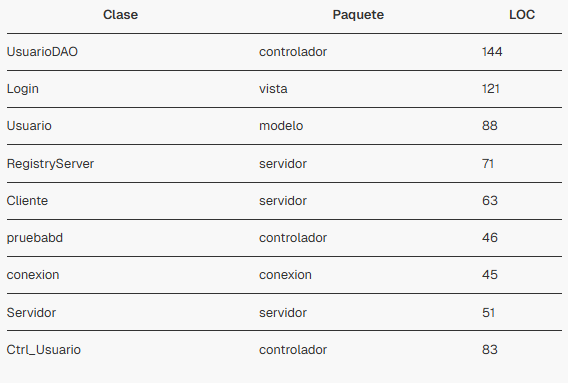 Clase Paquete LOC
UsuarioDAO controlador 144
Login vista 121
Usuario modelo 88
RegistryServer servidor 71
Cliente servidor 63
pruebabd controlador 46
conexion conexion 45
Servidor servidor 51
Ctrl_Usuario controlador 83